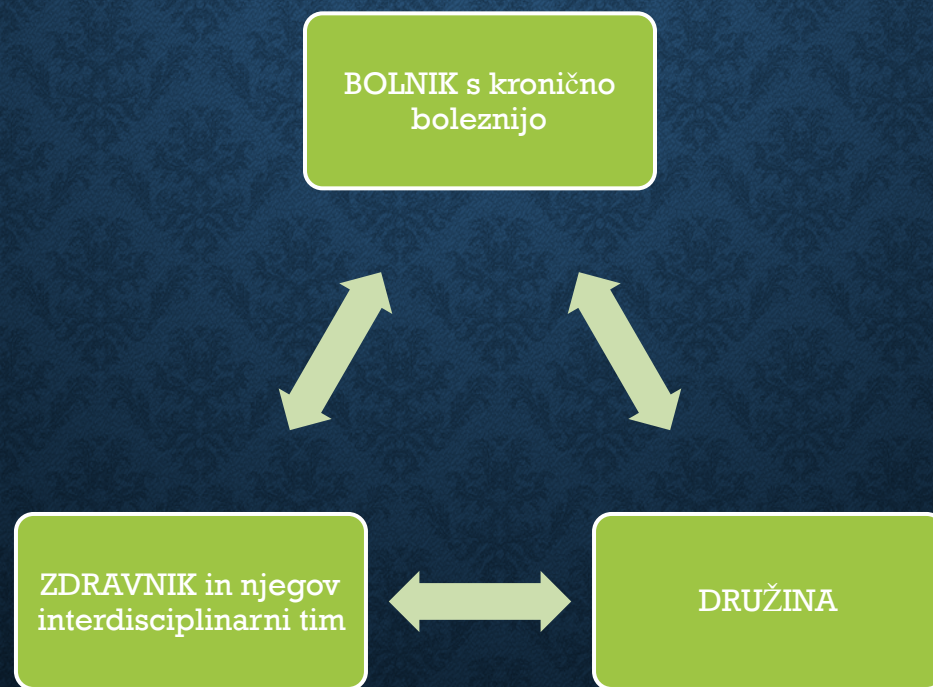 BOLNIK s kronično
boleznijo
ZDRAVNIK in njegov
interdisciplinarni tim
DRUŽINA